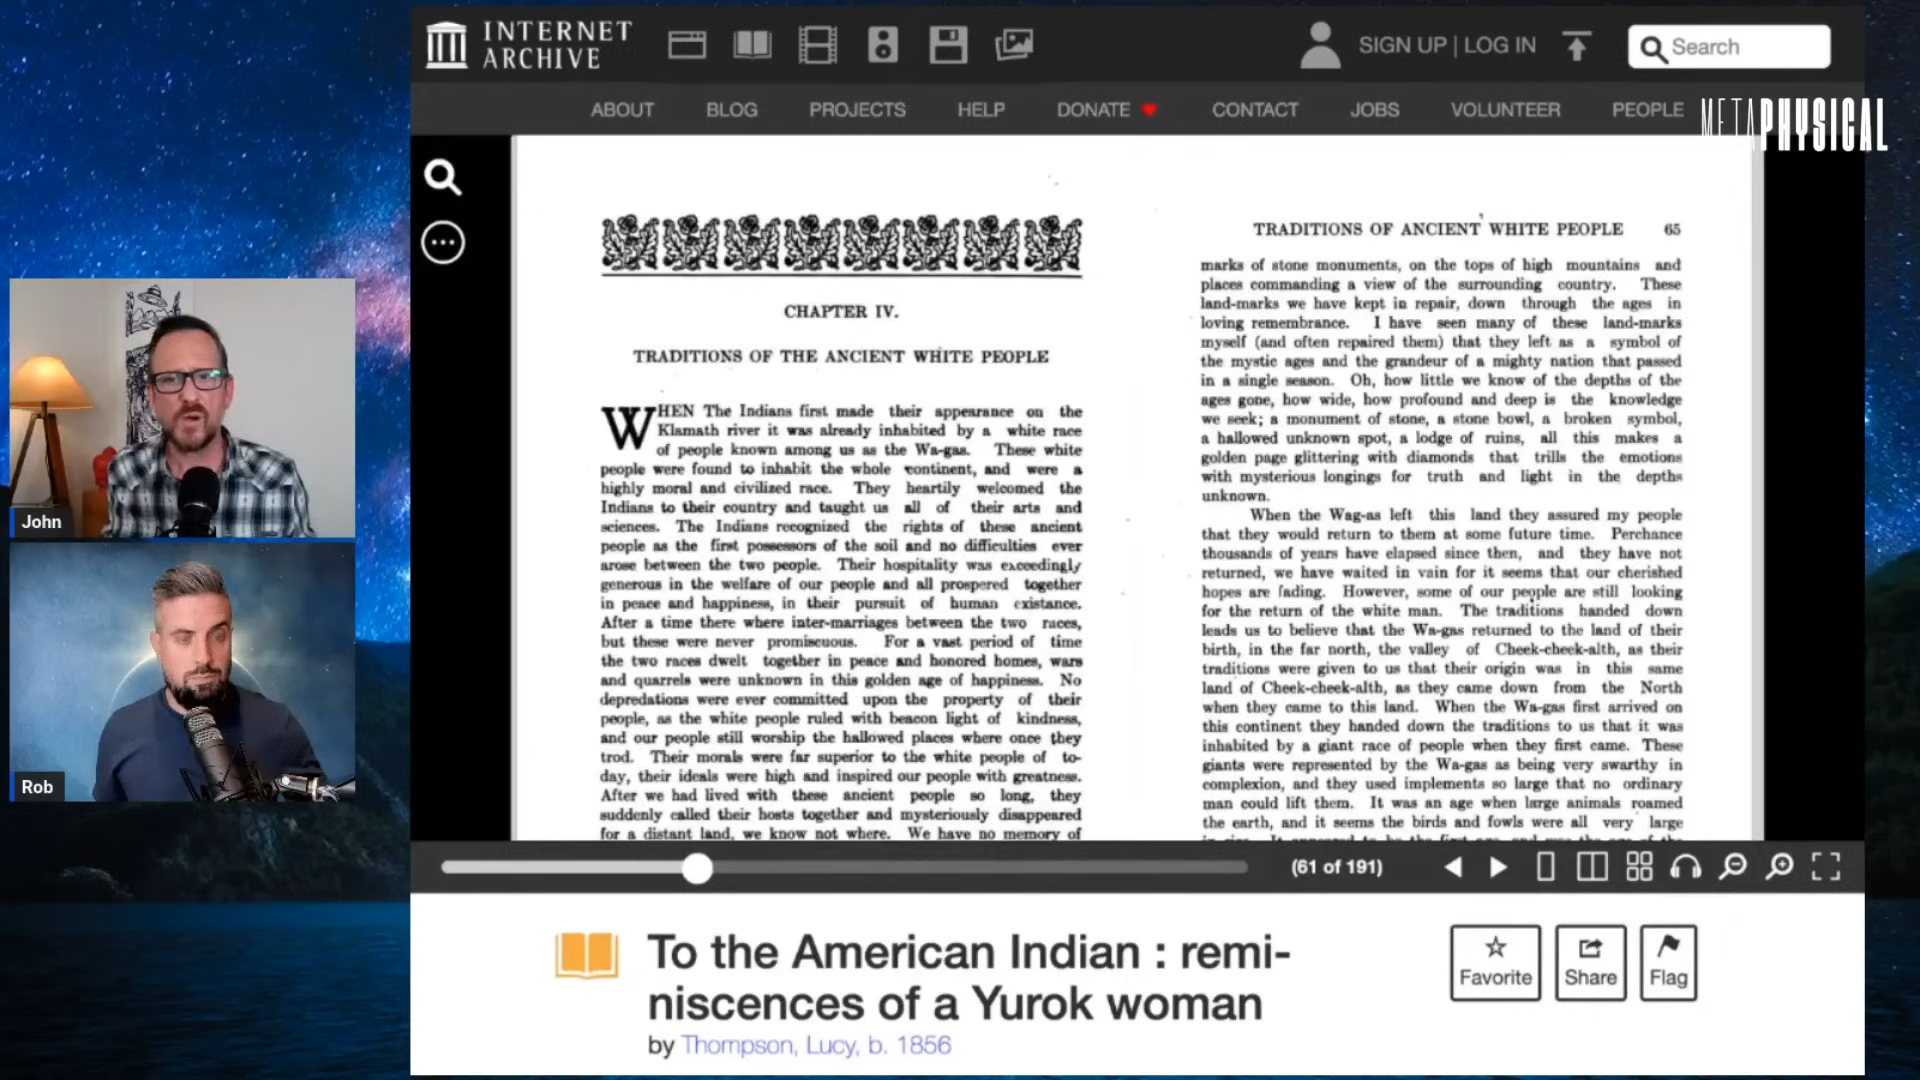 INTERNET
ARCHIVE
SIGN UP | LOG IN
Search
ABOUT BLOG PROJECTS HELP DONATE CONTACT JOBS VOLUNTEER PEOPLE
METAPHYSICAL
CHAPTER IV.
TRADITIONS OF THE ANCIENT WHITE PEOPLE
WHEN The Indians first made their appearance on the
Klamath river it was already inhabited by a white race
of people known among us as the Wa-gas. These white
people were found to inhabit the whole continent, and were a
highly moral and civilized race. They heartily welcomed the
Indians to their country and taught us all of their arts and
sciences. The Indians recognized the rights of these ancient
people as the first possessors of the soil and no difficulties ever
arose between the two people. Their hospitality was exceedingly
generous in the welfare of our people and all prospered together
in peace and happiness, in their pursuit of human existance.
After a time there where inter-marriages between the two races,
but these were never promiscuous. For a vast period of time
the two races dwelt together in peace and honored homes, wars
and quarrels were unknown in this golden age of happiness. No
depredations were ever committed upon the property of their
people, as the white people ruled with beacon light of kindness,
and our people still worship the hallowed places where once they
trod. Their morals were far superior to the white people of to-
day, their ideals were high and inspired our people with greatness.
After we had lived with these ancient people so long, they
suddenly called their hosts together and mysteriously disappeared
for a distant land, we know not where. We have no memory of
TRADITIONS OF ANCIENT WHITE PEOPLE 65
marks of stone monuments, on the tops of high mountains and
places commanding a view of the surrounding country. These
land-marks we have kept in repair, down through the ages in
loving remembrance. I have seen many of these land-marks
myself (and often repaired them) that they left as a symbol of
the mystic ages and the grandeur of a mighty nation that passed
in a single season. Oh, how little we know of the depths of the
ages gone, how wide, how profound and deep is the knowledge
we seek; a monument of stone, a stone bowl, a broken symbol,
a hallowed unknown spot, a lodge of ruins, all this makes a
golden page glittering with diamonds that trills the emotions
with mysterious longings for truth and light in the depths
unknown.
When the Wag-as left this land they assured my people
that they would return to them at some future time. Perchance
thousands of years have elapsed since then, and they have not
returned, we have waited in vain for it seems that our cherished
hopes are fading. However, some of our people are still looking
for the return of the white man. The traditions handed down
leads us to believe that the Wa-gas returned to the land of their
birth, in the far north, the valley of Cheek-cheek-alth, as their
traditions were given to us that their origin was in this same
land of Cheek-cheek-alth, as they came down from the North
when they came to this land. When the Wa-gas first arrived on
this continent they handed down the traditions to us that it was
inhabited by a giant race of people when they first came. These
giants were represented by the Wa-gas as being very swarthy in
complexion, and they used implements so large that no ordinary
man could lift them. It was an age when large animals roamed
the earth, and it seems the birds and fowls were all very large
John
Rob
(61 of 191)
To the American Indian : remi-
niscences of a Yurok woman
by Thompson, Lucy, b. 1856
Favorite Share Flag